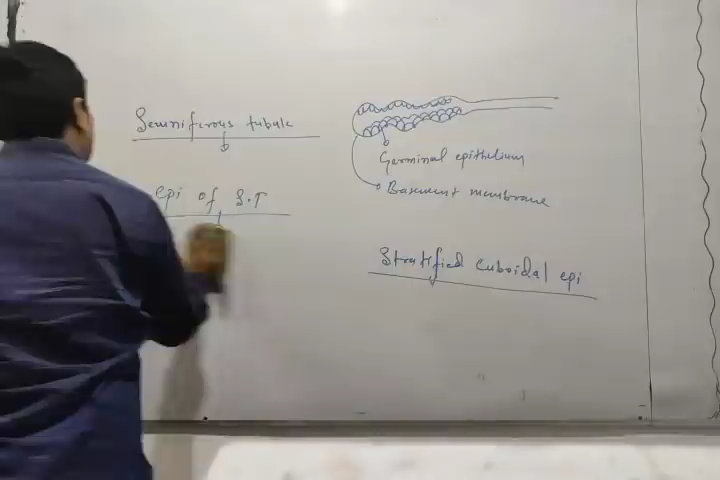 Seminiferous tubule
epi of S.T
Germinal epithelium
Basement membrane
Stratified cuboidal epi